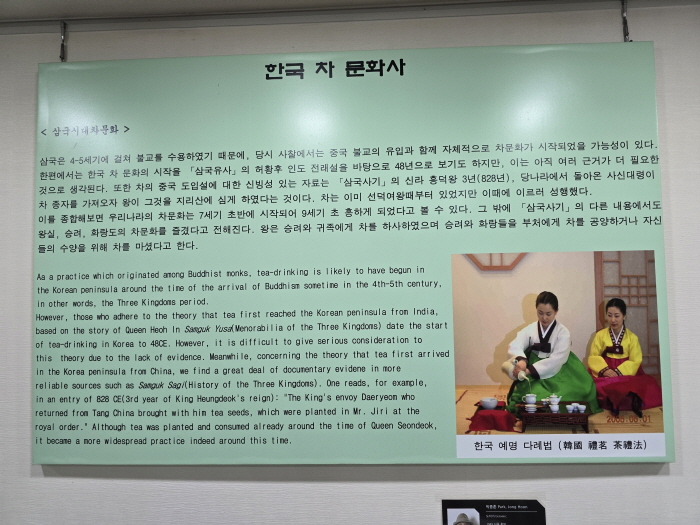 한국 차 문화사
< 삼국시대차문화 >
삼국은 4-5세기에 걸쳐 불교를 수용하였기 때문에, 당시 사찰에서는 중국 불교의 유입과 함께 자체적으로 차문화가 시작되었을 가능성이 있다.
한편에서는 한국 차 문화의 시작을 「삼국유사」의 허황후 인도 전래설을 바탕으로 48년으로 보기도 하지만, 이는 아직 여러 근거가 더 필요한
것으로 생각된다. 또한 차의 중국 도입설에 대한 신빙성 있는 자료는 「삼국사기」의 신라 흥덕왕 3년(828년), 당나라에서 돌아온 사신대렴이
차 종자를 가져오자 왕이 그것을 지리산에 심게 하였다는 것이다. 차는 이미 선덕여왕때부터 있었지만 이때에 이르러 성행했다.
이를 종합해보면 우리나라의 차문화는 7세기 초반에 시작되어 9세기 초 흥하게 되었다고 볼 수 있다. 그 밖에 「삼국사기」의 다른 내용에서도
왕실, 승려, 화랑도의 차문화를 즐겼다고 전해진다. 왕은 승려와 귀족에게 차를 하사하였으며 승려와 화랑들을 부처에게 차를 공양하거나 자신
들의 수양을 위해 차를 마셨다고 한다.
As a practice which originated among Buddhist monks, tea-drinking is likely to have begun in
the Korean peninsula around the time of the arrival of Buddhism sometime in the 4th-5th century,
in other words, the Three Kingdoms period.
However, those who adhere to the theory that tea first reached the Korean peninsula from India,
based on the story of Queen Heoh In Samguk Yusa(Menorabilia of the Three Kingdoms) date the start
of tea-drinking in Korea to 48CE. However, it is difficult to give serious consideration to
this theory due to the lack of evidence. Meanwhile, concerning the theory that tea first arrived
in the Korea peninsula from China, we find a great deal of documentary evidene in more
reliable sources such as Samguk Sagi(History of the Three Kingdoms). One reads, for example,
in an entry of 828 CE(3rd year of King Heungdeok's reign): "The King's envoy Daeryeom who
returned from Tang China brought with him tea seeds, which were planted in Mr. Jiri at the
royal order." Although tea was planted and consumed already around the time of Queen Seondeok,
it became a more widespread practice indeed around this time.
한국 예명 다례법 (韓國 禮茗 茶禮法)